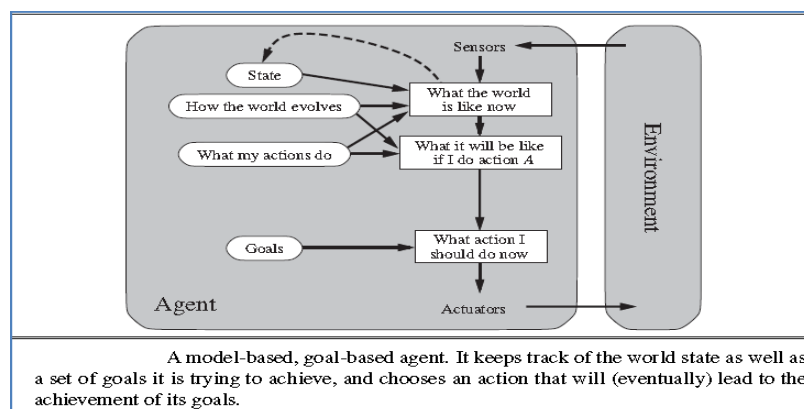 Sensors
State
What the world
is like now
How the world evolves
What it will be like
if I do action A
What my actions do
Environment
Goals
What action I
should do now
Agent
Actuators
A model-based, goal-based agent. It keeps track of the world state as well as
a set of goals it is trying to achieve, and chooses an action that will (eventually) lead to the
achievement of its goals.